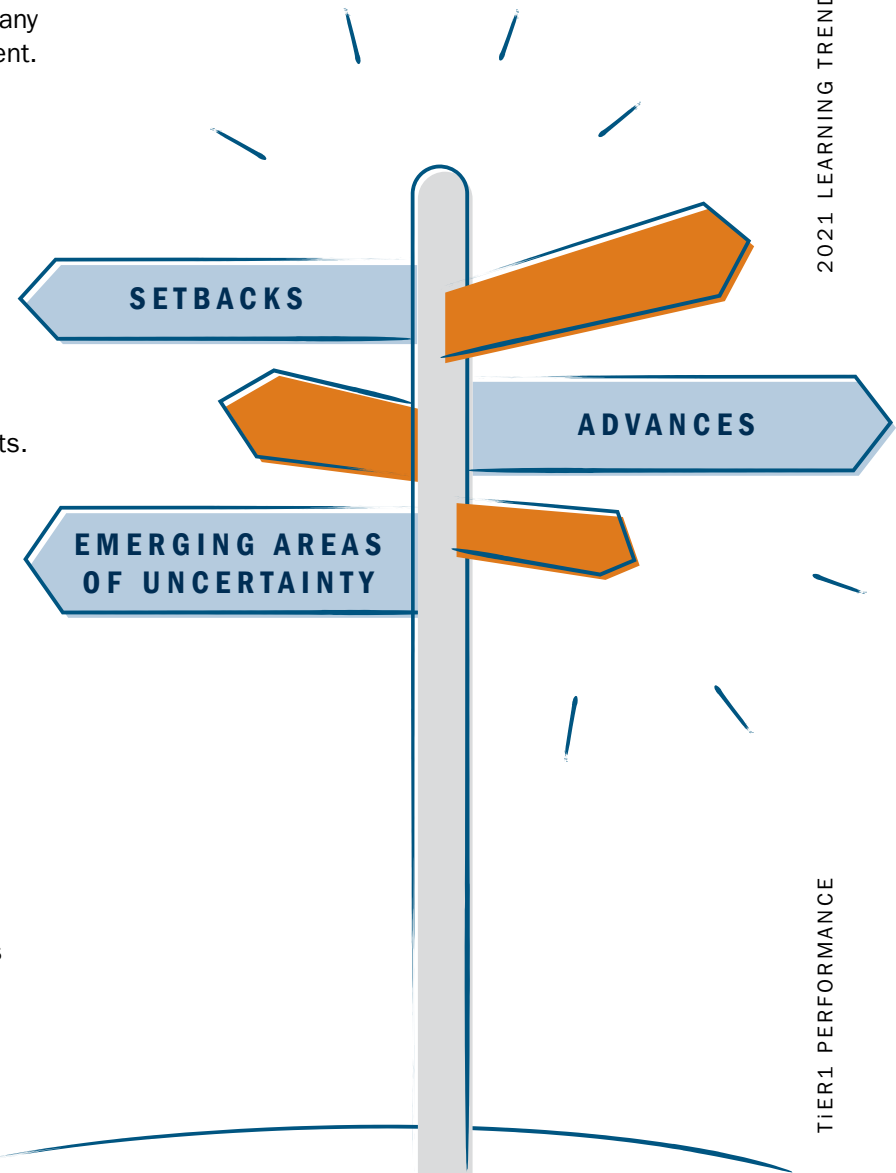 any
ent.
SETBACKS
ts.
ADVANCES
EMERGING AREAS
OF UNCERTAINTY
s
2021 LEARNING TREND
TiER1 PERFORMANCE